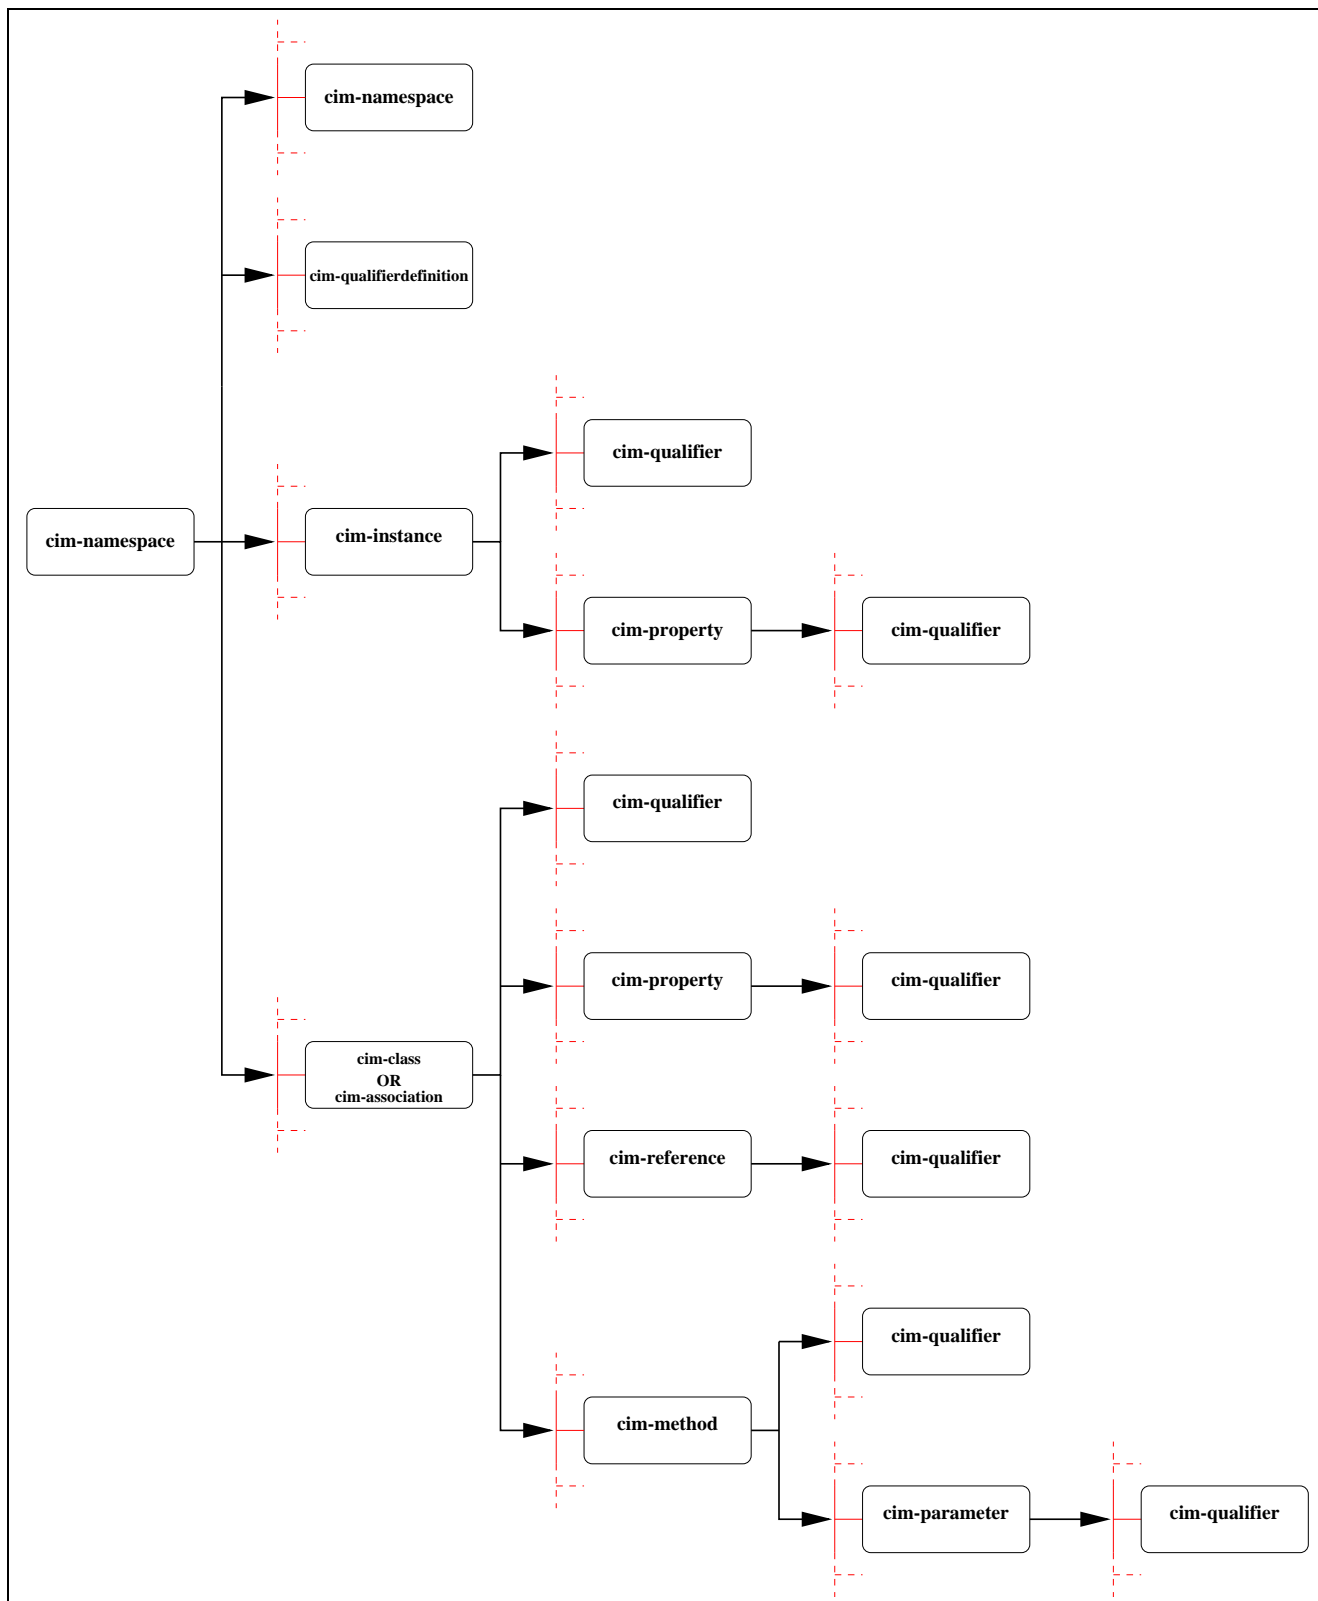 cim-namespace
cim-qualifierdefinition
cim-qualifier
cim-namespace
cim-instance
cim-property
cim-qualifier
cim-qualifier
cim-property
cim-qualifier
cim-class
OR
cim-association
cim-reference
cim-qualifier
cim-qualifier
cim-method
cim-parameter
cim-qualifier